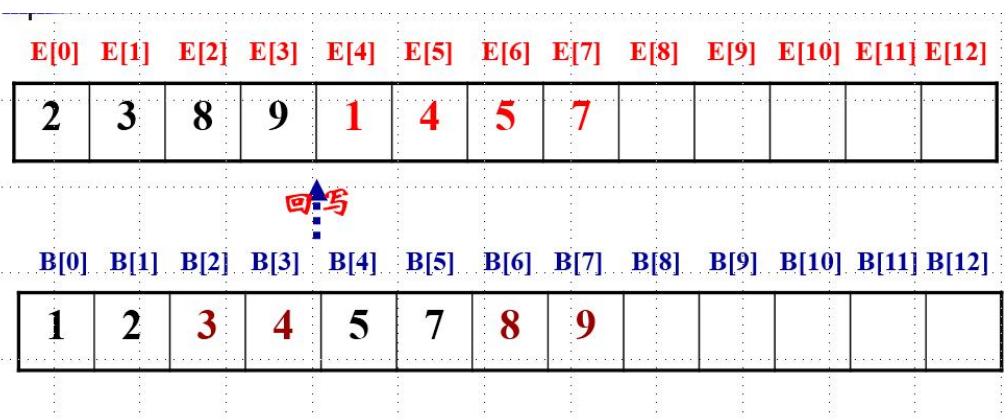 E[0] E[1] E[2] E[3] E[4] E[5] E[6] E[7] E[8] E[9] E[10] E[11] E[12]
2 3 8 9 1 4 5 7
回写
B[0] B[1] B[2] B[3] B[4] B[5] B[6] B[7] B[8] B[9] B[10] B[11] B[12]
1 2 3 4 5 7 8 9